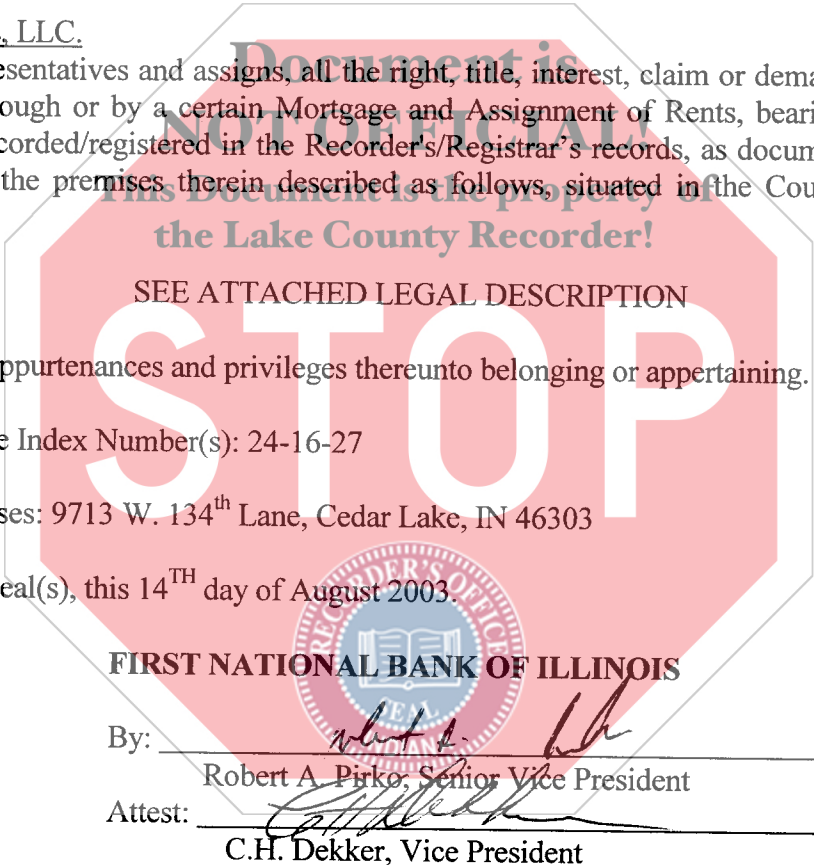 , LLC.
Document is
esentatives and assigns, all the right, title, interest, claim or dema
ough or by a certain Mortgage and Assignment of Rents, beari
NOT OFFICIAL!
corded/registered in the Recorder's/Registrar's records, as docum
This Document is the property of
the premises therein described as follows, situated in the Cou
the Lake County Recorder!
SEE ATTACHED LEGAL DESCRIPTION
STOP
ppurtenances and privileges thereunto belonging or appertaining.
e Index Number(s): 24-16-27
ses: 9713 W. 134th Lane, Cedar Lake, IN 46303
eal(s), this 14TH day of August 2003.
RECORDER'S OFFICE
FIRST NATIONAL BANK OF ILLINOIS
SEAL
INDIANA
By:
Robert A. Pirko, Senior Vice President
Attest:
C.H. Dekker, Vice President